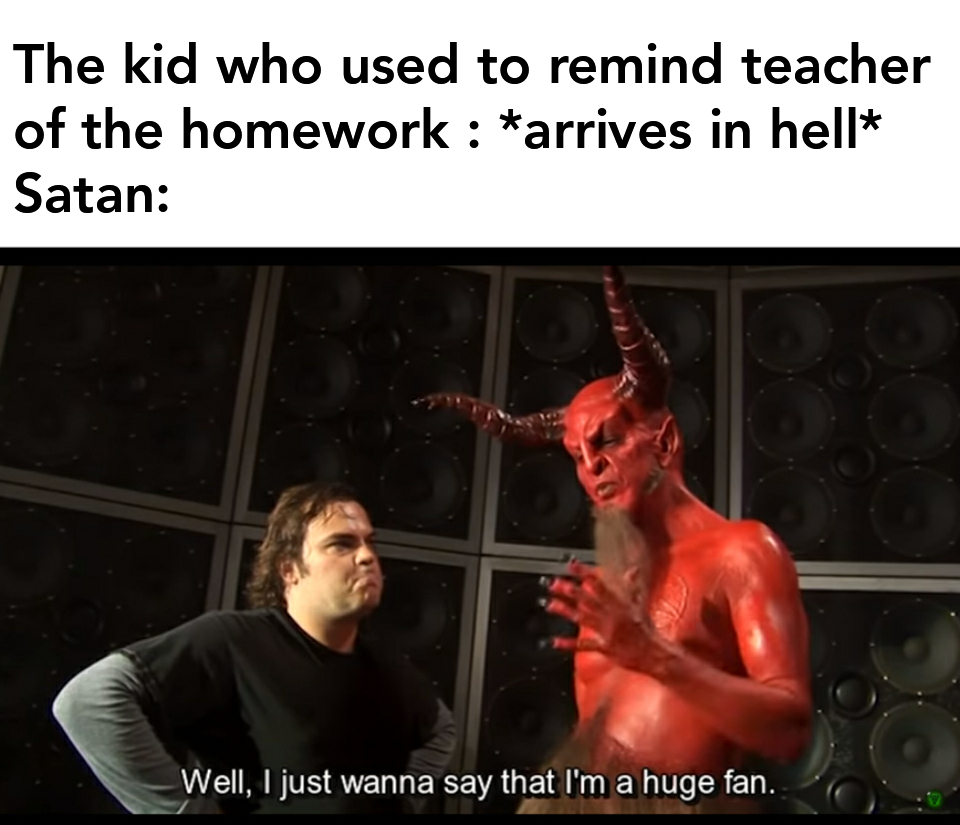 The kid who used to remind teacher
of the homework : *arrives in hell*
Satan:
Well, I just wanna say that I'm a huge fan.